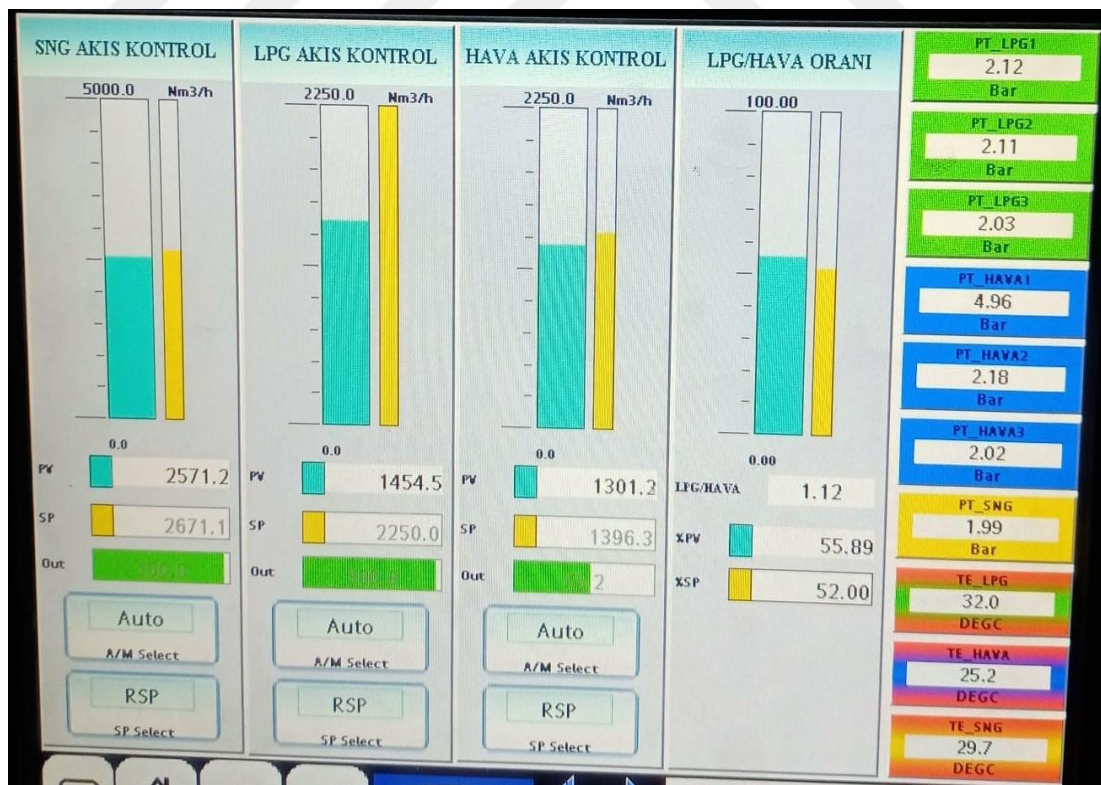 SNG AKIS KONTROL
5000.0 Nm3/h
0.0
PV 2571.2
SP 2671.1
Out
Auto
A/M Select
RSP
SP Select
LPG AKIS KONTROL
2250.0 Nm3/h
0.0
PV 1454.5
SP 2250.0
Out
Auto
A/M Select
RSP
SP Select
HAVA AKIS KONTROL
2250.0 Nm3/h
0.0
PV 1301.2
SP 1396.3
Out
Auto
A/M Select
RSP
SP Select
LPG/HAVA ORANI
100.00
0.00
LPG/HAVA 1.12
%PV 55.89
%SP 52.00
PT_LPG1
2.12
Bar
PT_LPG2
2.11
Bar
PT_LPG3
2.03
Bar
PT_HAVA1
4.96
Bar
PT_HAVA2
2.18
Bar
PT_HAVA3
2.02
Bar
PT_SNG
1.99
Bar
TE_LPG
32.0
DEGC
TE_HAVA
25.2
DEGC
TE_SNG
29.7
DEGC